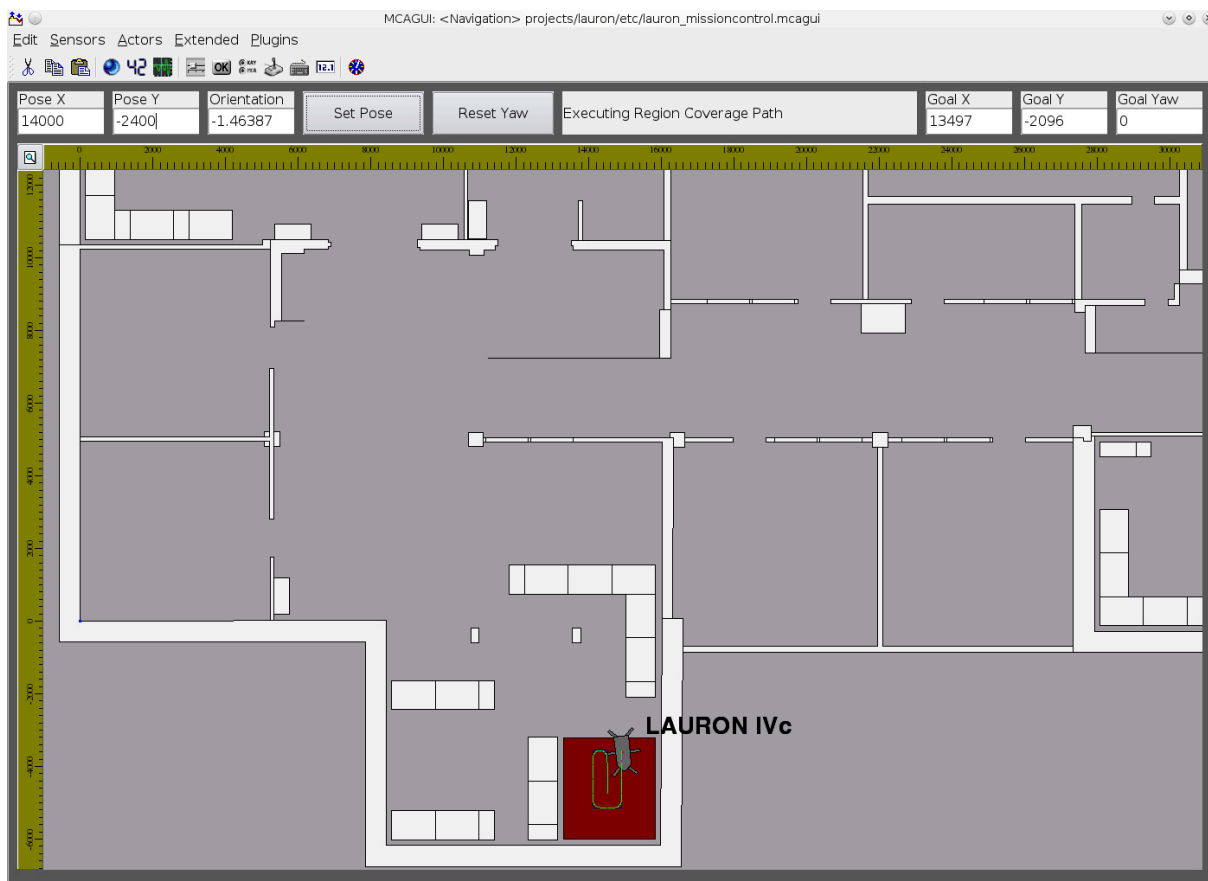 MCAGUI: <Navigation> projects/lauron/etc/lauron_missioncontrol.mcagui
Edit Sensors Actors Extended Plugins
42 OK 12.1
Pose X Pose Y Orientation Goal X Goal Y Goal Yaw
14000 -2400 -1.46387 Set Pose Reset Yaw Executing Region Coverage Path 13497 -2096 0
0 2000 4000 6000 8000 10000 12000 14000 16000 18000 20000 22000 24000 26000 28000 30000
12000
10000
8000
6000
4000
2000
0
-2000
LAURON IVc
-4000
-6000